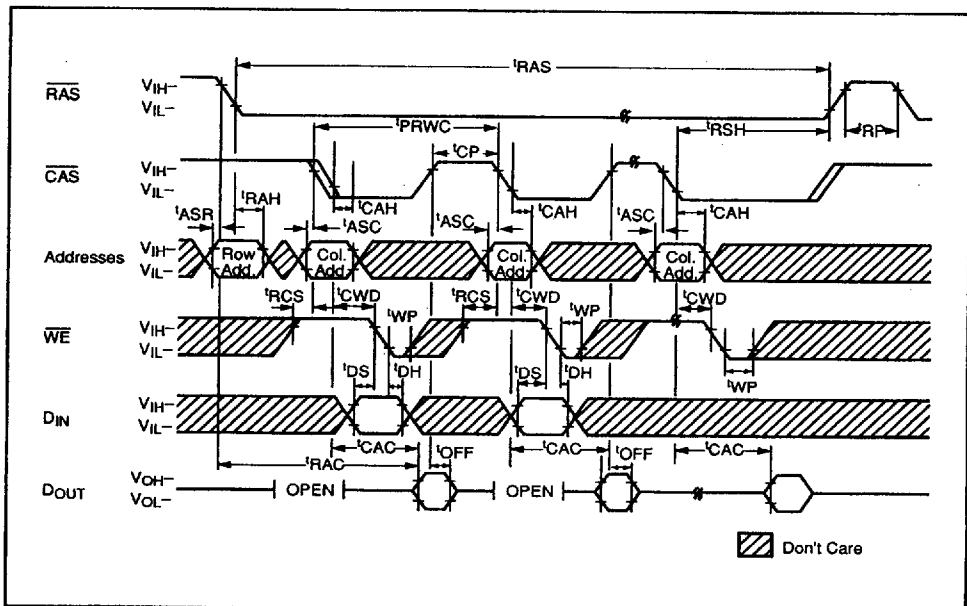 tRAS
RAS
VIH–
VIL–
tPRWC
tRSH
tRP
tCP
CAS
VIH–
VIL–
tASR
tRAH
tCAH
tASC
tASC
tCAH
tASC
tCAH
Addresses
VIH–
VIL–
Row Add.
Col. Add.
Col. Add.
Col. Add.
tRCS
tCWD
tWP
tRCS
tCWD
tWP
tCWD
WE
VIH–
VIL–
tDS
tDH
tDS
tDH
tWP
DIN
VIH–
VIL–
tCAC
tOFF
tCAC
tOFF
tCAC
tRAC
DOUT
VOH–
VOL–
OPEN
OPEN
Don't Care